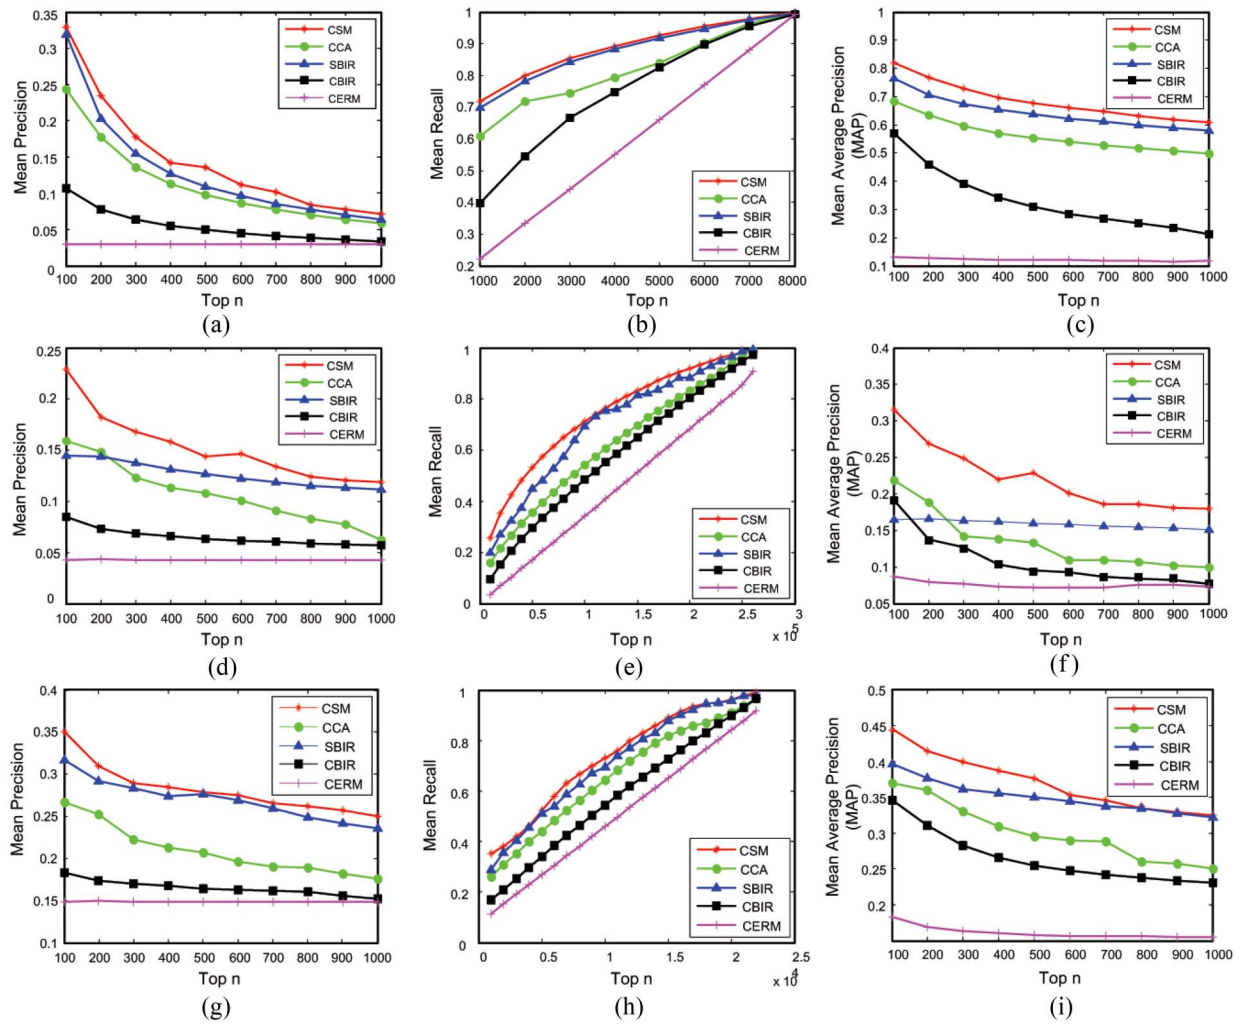 Mean Precision
0.35
0.3
0.25
0.2
0.15
0.1
0.05
0
100 200 300 400 500 600 700 800 900 1000
Top n
CSM
CCA
SBIR
CBIR
CERM
(a)
Mean Recall
1
0.9
0.8
0.7
0.6
0.5
0.4
0.3
0.2
1000 2000 3000 4000 5000 6000 7000 8000
Top n
CSM
CCA
SBIR
CBIR
CERM
(b)
Mean Average Precision
(MAP)
1
0.9
0.8
0.7
0.6
0.5
0.4
0.3
0.2
0.1
100 200 300 400 500 600 700 800 900 1000
Top n
CSM
CCA
SBIR
CBIR
CERM
(c)
Mean Precision
0.25
0.2
0.15
0.1
0.05
0
100 200 300 400 500 600 700 800 900 1000
Top n
CSM
CCA
SBIR
CBIR
CERM
(d)
Mean Recall
1
0.8
0.6
0.4
0.2
0
0 0.5 1 1.5 2 2.5 3
x 10^5
Top n
CSM
CCA
SBIR
CBIR
CERM
(e)
Mean Average Precision
(MAP)
0.4
0.35
0.3
0.25
0.2
0.15
0.1
0.05
100 200 300 400 500 600 700 800 900 1000
Top n
CSM
CCA
SBIR
CBIR
CERM
(f)
Mean Precision
0.4
0.35
0.3
0.25
0.2
0.15
0.1
100 200 300 400 500 600 700 800 900 1000
Top n
CSM
CCA
SBIR
CBIR
CERM
(g)
Mean Recall
1
0.8
0.6
0.4
0.2
0
0 0.5 1 1.5 2 2.5
x 10^4
Top n
CSM
CCA
SBIR
CBIR
CERM
(h)
Mean Average Precision
(MAP)
0.5
0.45
0.4
0.35
0.3
0.25
0.2
100 200 300 400 500 600 700 800 900 1000
Top n
CSM
CCA
SBIR
CBIR
CERM
(i)